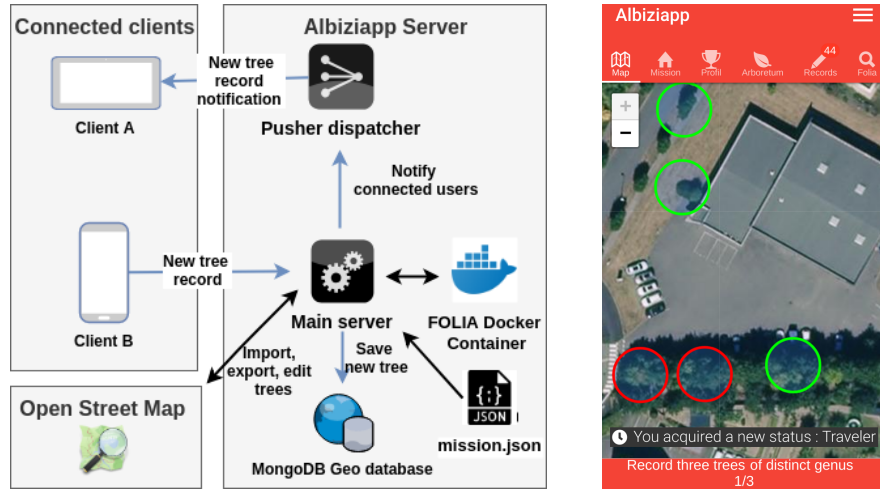 Connected clients
Albiziapp Server
New tree
record
notification
Client A
Pusher dispatcher
Notify
connected users
New tree
record
Client B
Main server
FOLIA Docker
Container
Import,
export, edit
trees
Save
new tree
{;}
JSON
mission.json
Open Street Map
MongoDB Geo database
Albiziapp
44
Map
Mission
Profil
Arboretum
Records
Folia
+
−
You acquired a new status : Traveler
Record three trees of distinct genus
1/3